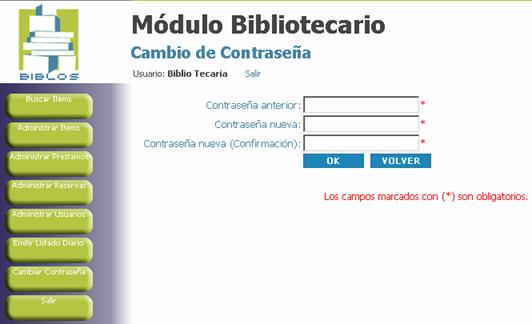 Módulo Bibliotecario
Cambio de Contraseña
Usuario: Biblio Tecaria Salir
BIBLOS
Buscar Items
Administrar Items
Administrar Prestamos
Administrar Reservas
Administrar Usuarios
Emitir Listado Diario
Cambiar Contraseña
Salir
Contraseña anterior: *
Contraseña nueva: *
Contraseña nueva (Confirmación): *
OK VOLVER
Los campos marcados con (*) son obligatorios.